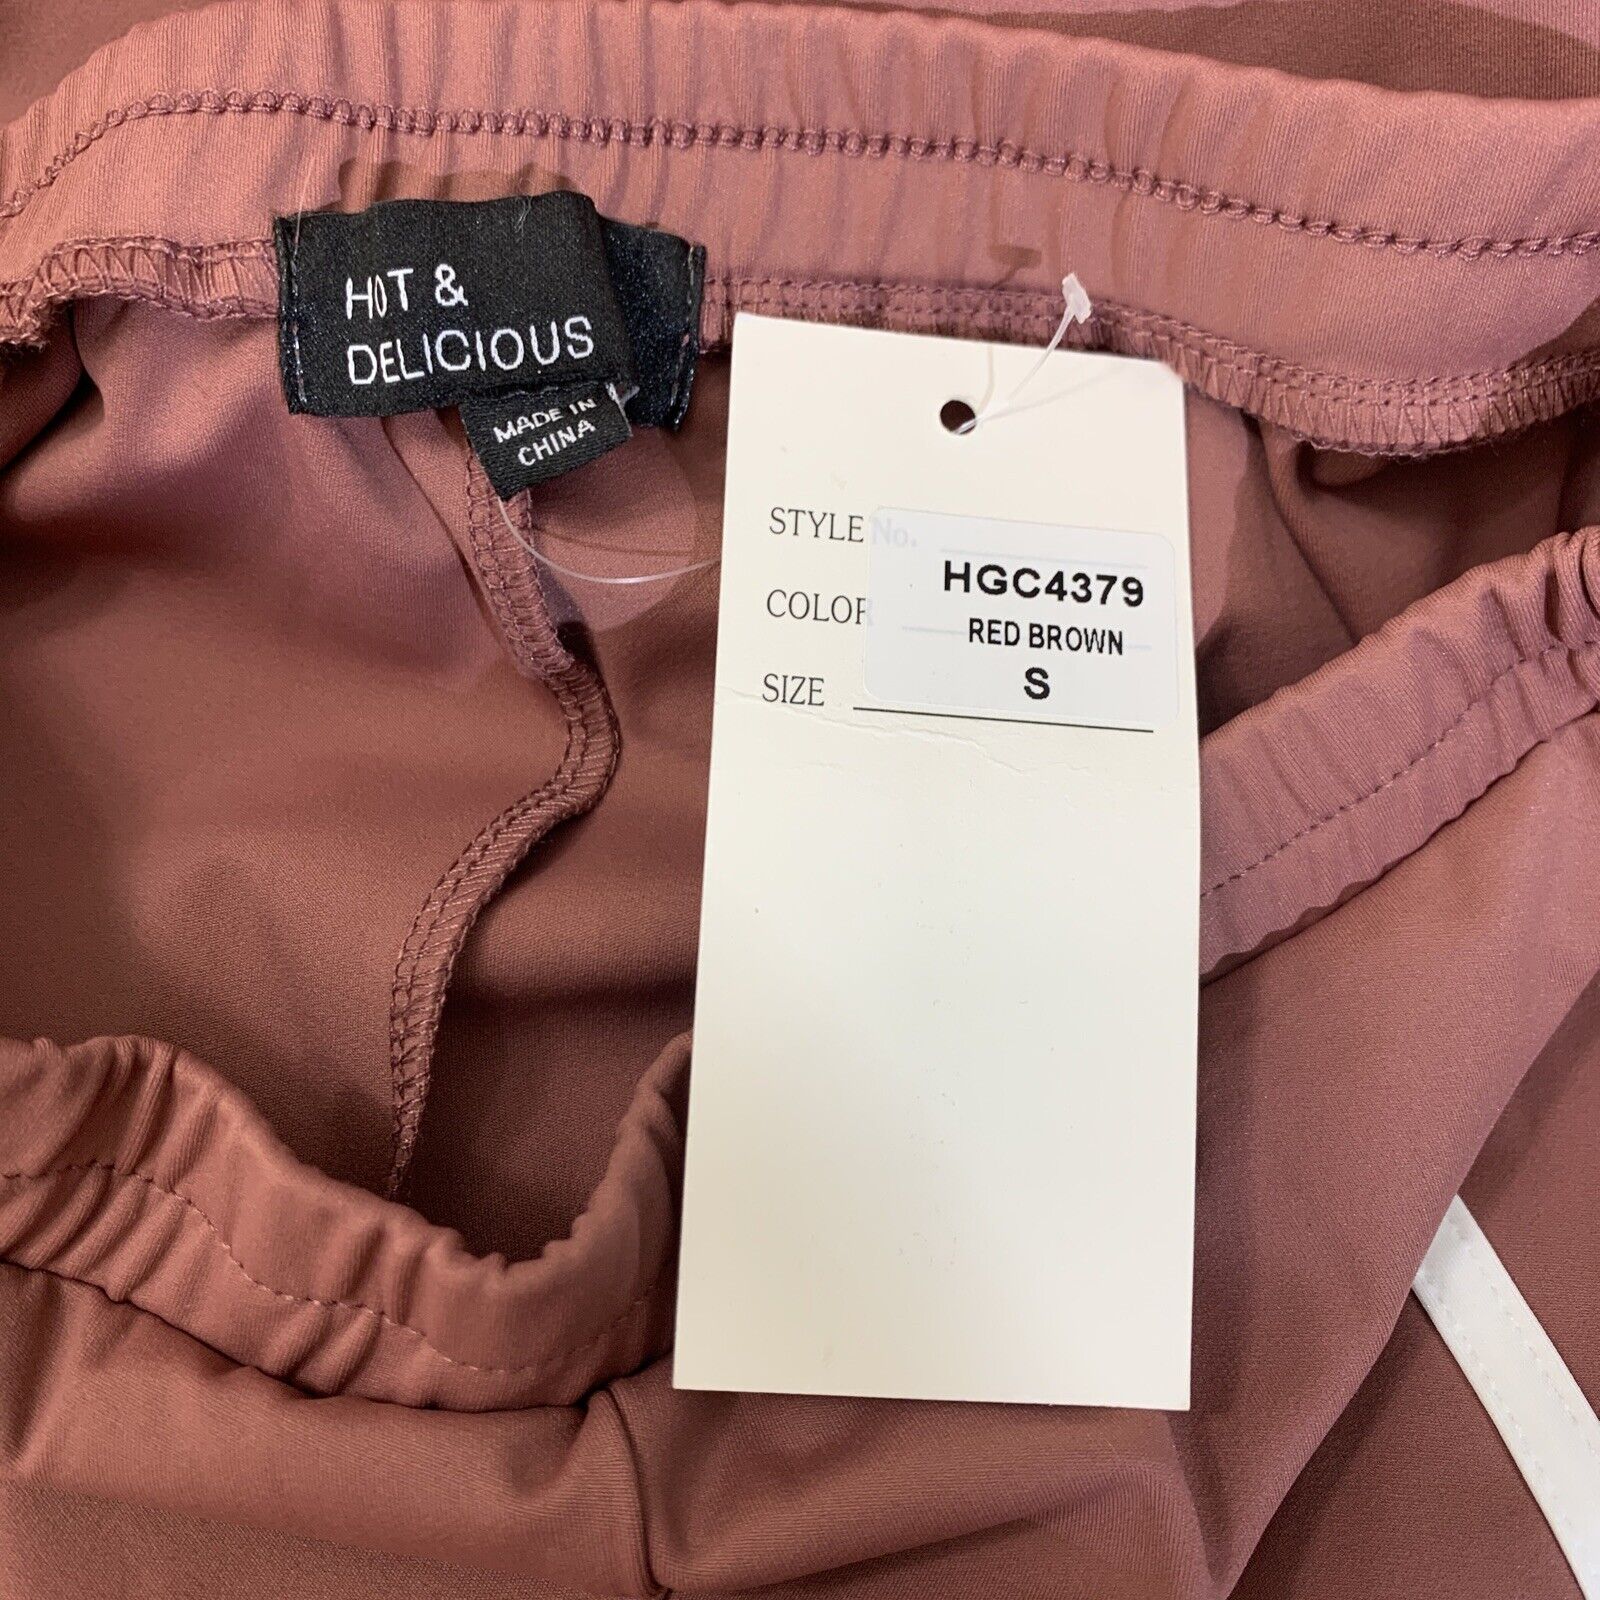 HOT &
DELICIOUS
MADE IN
CHINA
STYLE No.
HGC4379
COLOR
RED BROWN
SIZE
S